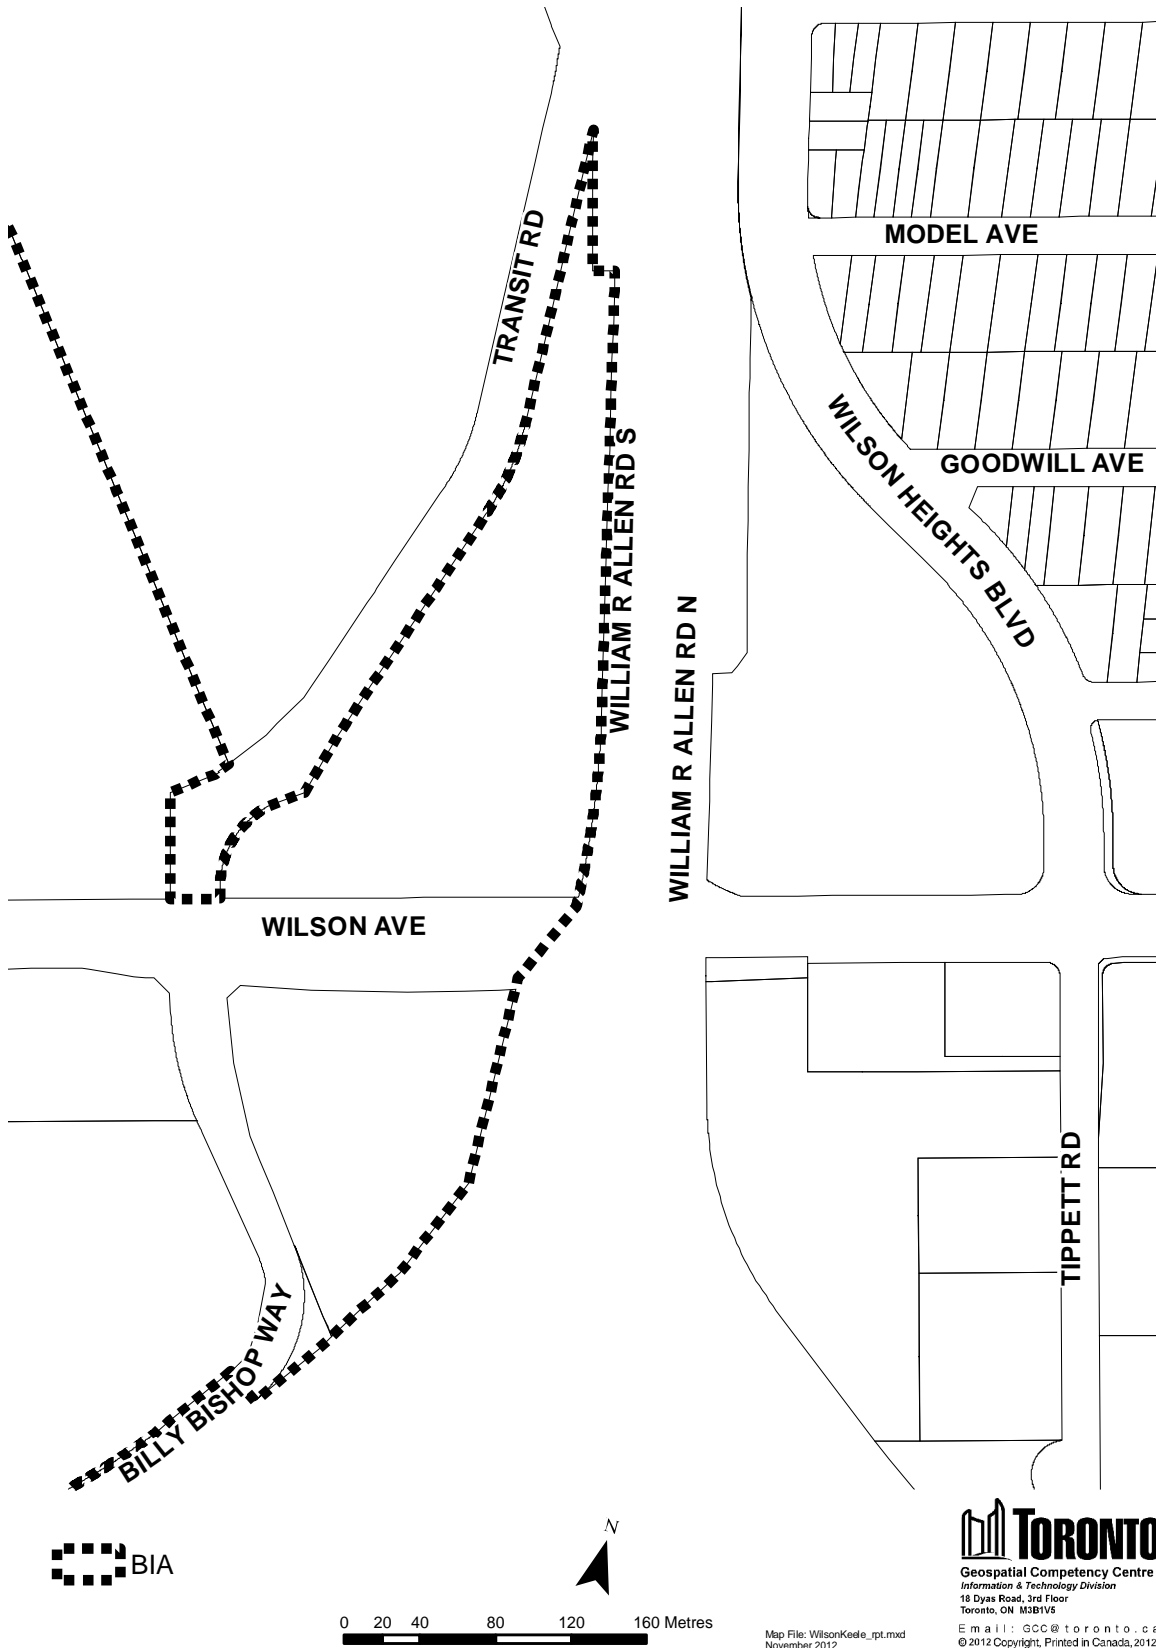 TRANSIT RD
MODEL AVE
WILLIAM R ALLEN RD S
WILSON HEIGHTS BLVD
GOODWILL AVE
WILLIAM R ALLEN RD N
WILSON AVE
TIPPETT RD
BILLY BISHOP WAY
BIA
N
0 20 40 80 120 160 Metres
Map File: WilsonKeele_rpt.mxd
November 2012
TORONTO
Geospatial Competency Centre
Information & Technology Division
18 Dyas Road, 3rd Floor
Toronto, ON M3B1V5
Email: GCC@toronto.ca
© 2012 Copyright, Printed in Canada, 2012